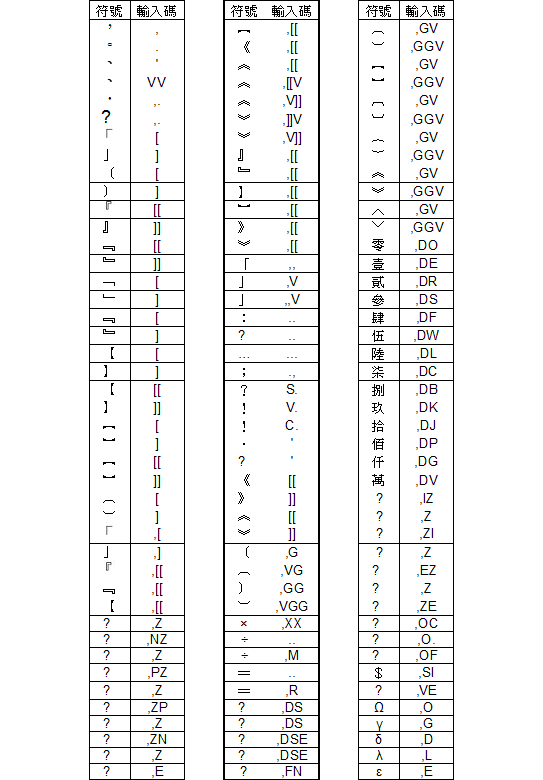 符號 輸入碼
， ,
。 .
、 '
、 VV
． ,.
? ,.
「 [
」 ]
（ [
） ]
『 [[
』 ]]
﹃ [[
﹄ ]]
﹁ [
﹂ ]
﹃ [
﹄ ]
【 [
】 ]
【 [[
】 ]]
︻ [
︼ ]
︻ [[
︼ ]]
︵ [
︶ ]
「 ,[
」 ,]
『 ,[[
﹃ ,[[
【 ,[[
? ,Z
? ,NZ
? ,Z
? ,PZ
? ,Z
? ,ZP
? ,Z
? ,ZN
? ,Z
? ,E
符號 輸入碼
︻ ,[[
《 ,[[
︽ ,[[
︽ ,[[V
︽ ,V]]
︾ ,]]V
︾ ,V]]
』 ,[[
﹄ ,[[
】 ,[[
︼ ,[[
》 ,[[
︾ ,[[
「 ,,
」 ,V
」 ,,V
： ..
? ..
… ...
； .,
？ S.
！ V.
！ C.
· '
? '
《 [[
》 ]]
︽ [[
︾ ]]
（ ,G
︵ ,VG
） ,GG
︶ ,VGG
× ,XX
÷ ..
÷ ,M
＝ ..
＝ ,R
? ,DS
? ,DS
? ,DSE
? ,DSE
? ,FN
符號 輸入碼
︵ ,GV
︶ ,GGV
︻ ,GV
︼ ,GGV
︹ ,GV
︺ ,GGV
︷ ,GV
︸ ,GGV
︽ ,GV
︾ ,GGV
︿ ,GV
﹀ ,GGV
零 ,DO
壹 ,DE
貳 ,DR
參 ,DS
肆 ,DF
伍 ,DW
陸 ,DL
柒 ,DC
捌 ,DB
玖 ,DK
拾 ,DJ
佰 ,DP
仟 ,DG
萬 ,DV
? ,IZ
? ,Z
? ,ZI
? ,Z
? ,EZ
? ,Z
? ,ZE
? ,OC
? ,O.
? ,OF
＄ ,SI
? ,VE
Ω ,O
γ ,G
δ ,D
λ ,L
ε ,E